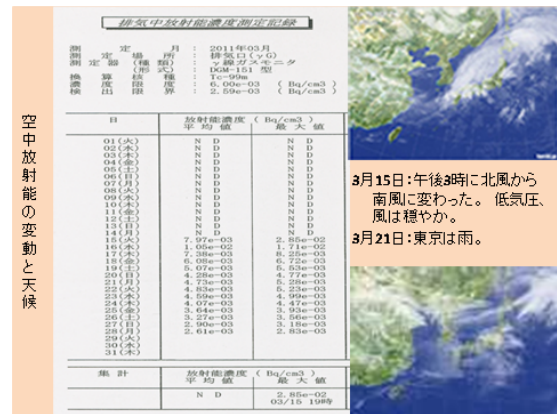 空中放射能の変動と天候
排気中放射能濃度測定記録
測定月 : 2011年03月
測定場所 : 排気口(γG)
測定器(種類) : γ線ガスモニタ
(形式) : DGM-151 型
換算核種 : Tc-99m
濃度限度 : 6.00e-03 ( Bq/cm3 )
検出限界 : 2.59e-03 ( Bq/cm3 )
日 放射能濃度 ( Bq/cm3 )
平均値 最大値
01(火) N D N D
02(水) N D N D
03(木) N D N D
04(金) N D N D
05(土) N D N D
06(日) N D N D
07(月) N D N D
08(火) N D N D
09(水) N D N D
10(木) N D N D
11(金) N D N D
12(土) N D N D
13(日) N D N D
14(月) N D N D
15(火) 7.97e-03 2.85e-02
16(水) 1.05e-02 1.71e-02
17(木) 7.38e-03 8.25e-03
18(金) 6.08e-03 6.72e-03
19(土) 5.07e-03 5.53e-03
20(日) 4.28e-03 4.77e-03
21(月) 4.73e-03 5.28e-03
22(火) 4.83e-03 5.23e-03
23(水) 4.59e-03 4.99e-03
24(木) 4.07e-03 4.47e-03
25(金) 3.64e-03 3.93e-03
26(土) 3.27e-03 3.56e-03
27(日) 2.90e-03 3.18e-03
28(月) 2.61e-03 2.83e-03
29(火)
30(水)
31(木)
集計 放射能濃度 ( Bq/cm3 )
平均値 最大値
N D 2.85e-02
03/15 19時
3月15日:午後3時に北風から
南風に変わった。 低気圧、
風は穏やか。
3月21日:東京は雨。